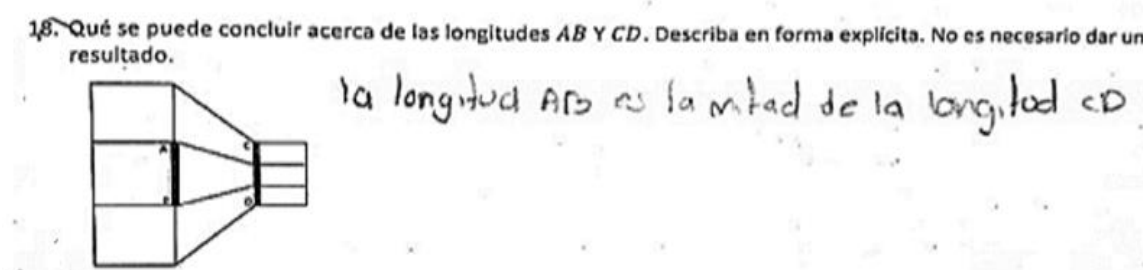 18. Qué se puede concluir acerca de las longitudes AB Y CD. Describa en forma explícita. No es necesario dar un
resultado.
la longitud AB es la mitad de la longitud CD
A C
B D